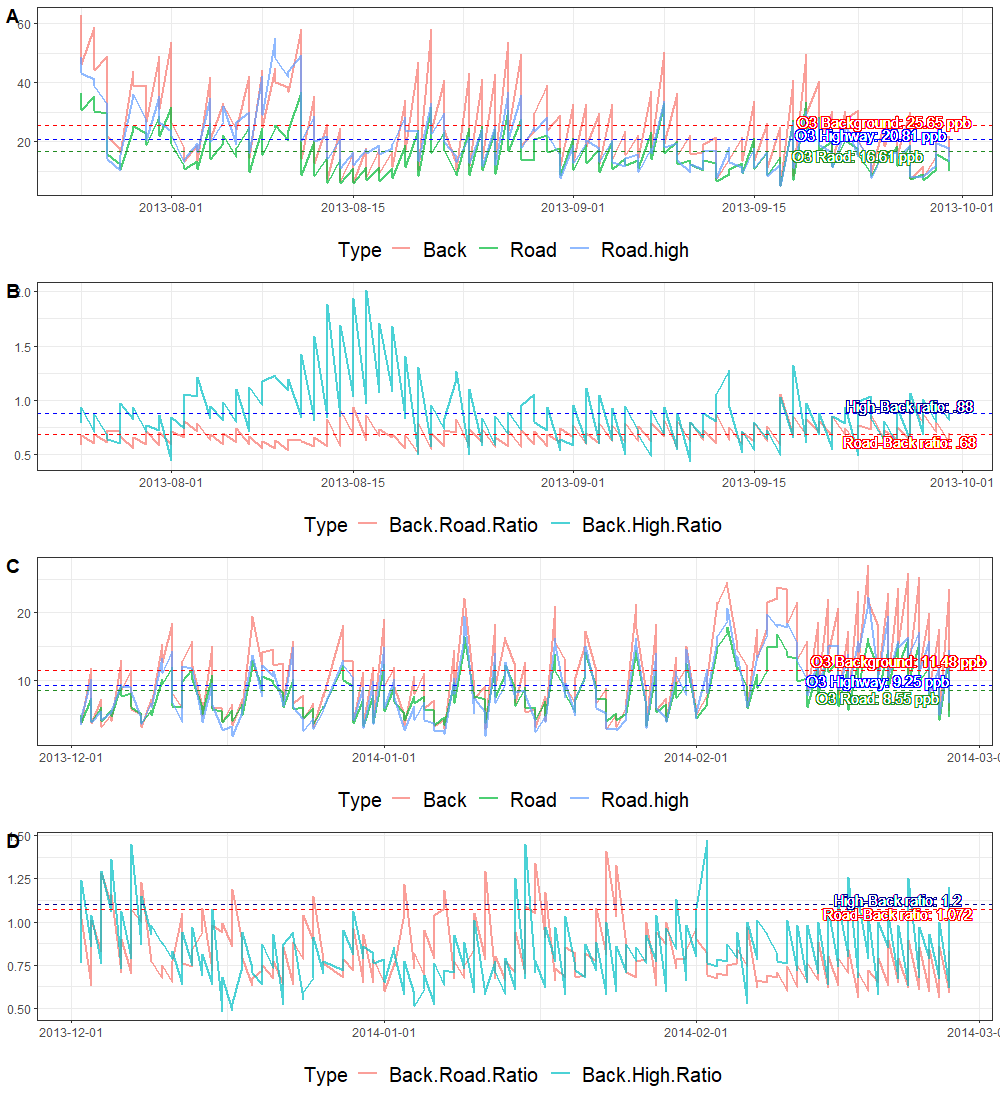 A
60
40
20
O3 Background: 25.65 ppb
O3 Highway: 20.81 ppb
O3 Raod: 16.61 ppb
2013-08-01 2013-08-15 2013-09-01 2013-09-15 2013-10-01
Type Back Road Road.high
B
2.0
1.5
1.0
0.5
High-Back ratio: .88
Road-Back ratio: .68
2013-08-01 2013-08-15 2013-09-01 2013-09-15 2013-10-01
Type Back.Road.Ratio Back.High.Ratio
C
20
10
O3 Background: 11.48 ppb
O3 Highway: 9.25 ppb
O3 Road: 8.55 ppb
2013-12-01 2014-01-01 2014-02-01 2014-03-0
Type Back Road Road.high
D
1.50
1.25
1.00
0.75
0.50
High-Back ratio: 1.2
Road-Back ratio: 1.072
2013-12-01 2014-01-01 2014-02-01 2014-03-0
Type Back.Road.Ratio Back.High.Ratio